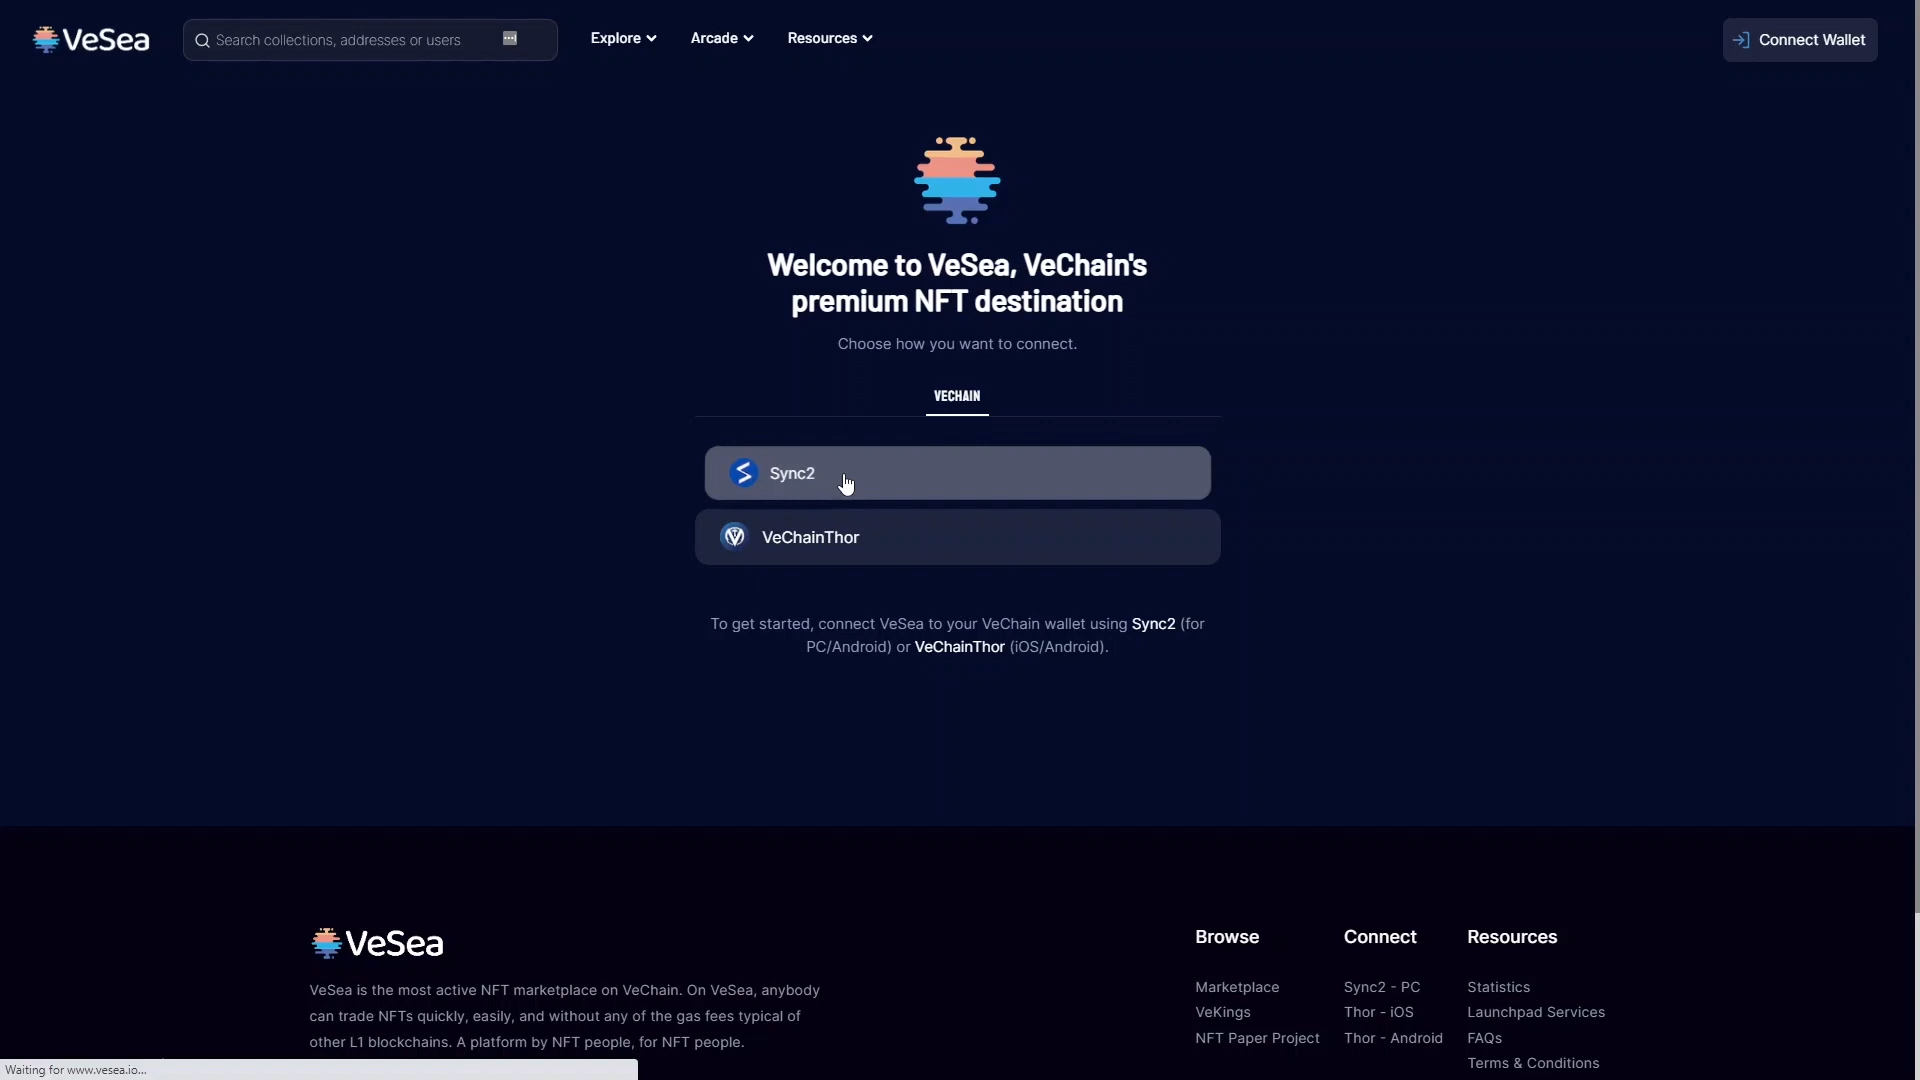 VeSea
Search collections, addresses or users
Explore
Arcade
Resources
Connect Wallet
Welcome to VeSea, VeChain's
premium NFT destination
Choose how you want to connect.
VECHAIN
Sync2
VeChainThor
To get started, connect VeSea to your VeChain wallet using Sync2 (for
PC/Android) or VeChainThor (iOS/Android).
VeSea
VeSea is the most active NFT marketplace on VeChain. On VeSea, anybody
can trade NFTs quickly, easily, and without any of the gas fees typical of
other L1 blockchains. A platform by NFT people, for NFT people.
Browse
Marketplace
VeKings
NFT Paper Project
Connect
Sync2 - PC
Thor - iOS
Thor - Android
Resources
Statistics
Launchpad Services
FAQs
Terms & Conditions
Waiting for www.vesea.io...